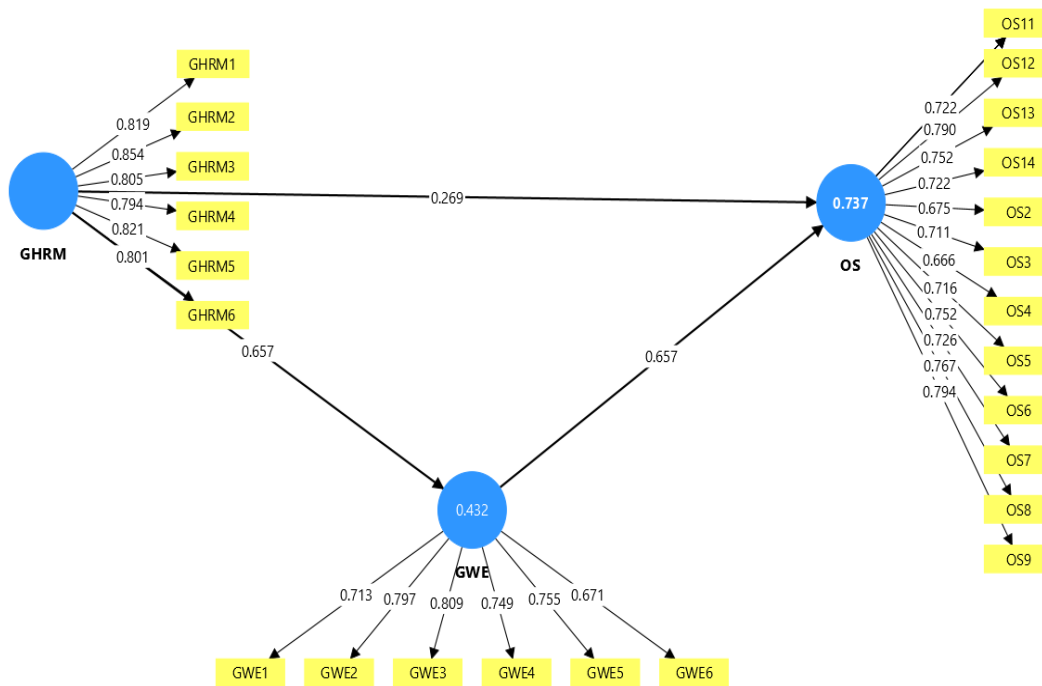 OS11
GHRM1
OS12
0.722
GHRM2
OS13
0.819
0.790
0.854
0.752
GHRM3
OS14
0.805
0.722
0.794
0.269
0.737
0.675
GHRM4
OS2
0.821
0.711
GHRM
0.801
GHRM5
OS
0.666
OS3
0.716
GHRM6
0.752
OS4
0.657
0.657
0.726
OS5
0.767
0.794
OS6
OS7
0.432
OS8
GWE
OS9
0.713
0.797
0.809
0.749
0.755
0.671
GWE1
GWE2
GWE3
GWE4
GWE5
GWE6